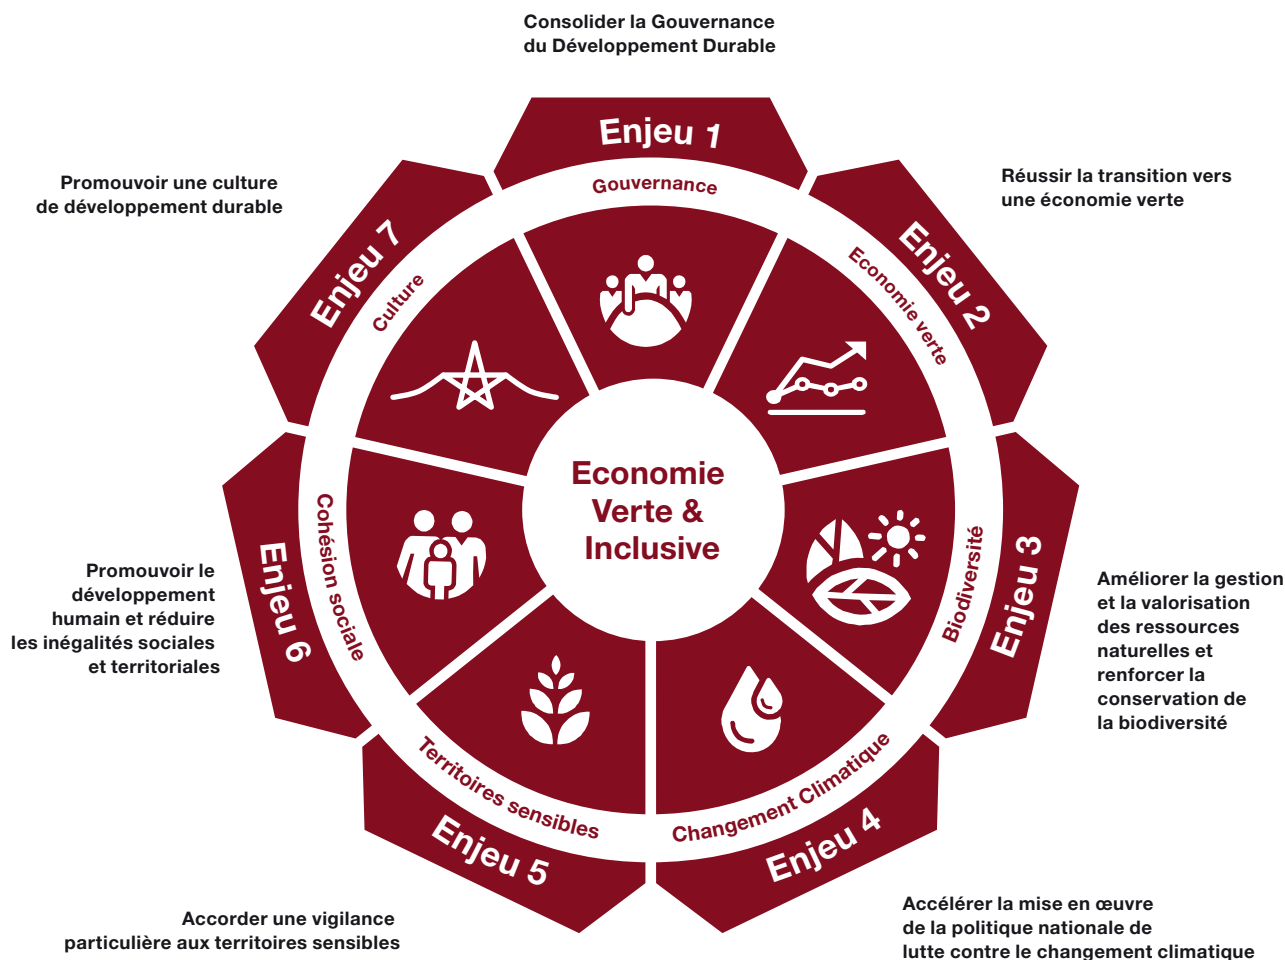 Consolider la Gouvernance
du Développement Durable
Enjeu 1
Gouvernance
Réussir la transition vers
une économie verte
Enjeu 2
Economie verte
Améliorer la gestion
et la valorisation
des ressources
naturelles et
renforcer la
conservation de
la biodiversité
Enjeu 3
Biodiversité
Accélérer la mise en œuvre
de la politique nationale de
lutte contre le changement climatique
Enjeu 4
Changement Climatique
Accorder une vigilance
particulière aux territoires sensibles
Enjeu 5
Territoires sensibles
Promouvoir le
développement
humain et réduire
les inégalités sociales
et territoriales
Enjeu 6
Cohésion sociale
Promouvoir une culture
de développement durable
Enjeu 7
Culture
Economie
Verte &
Inclusive